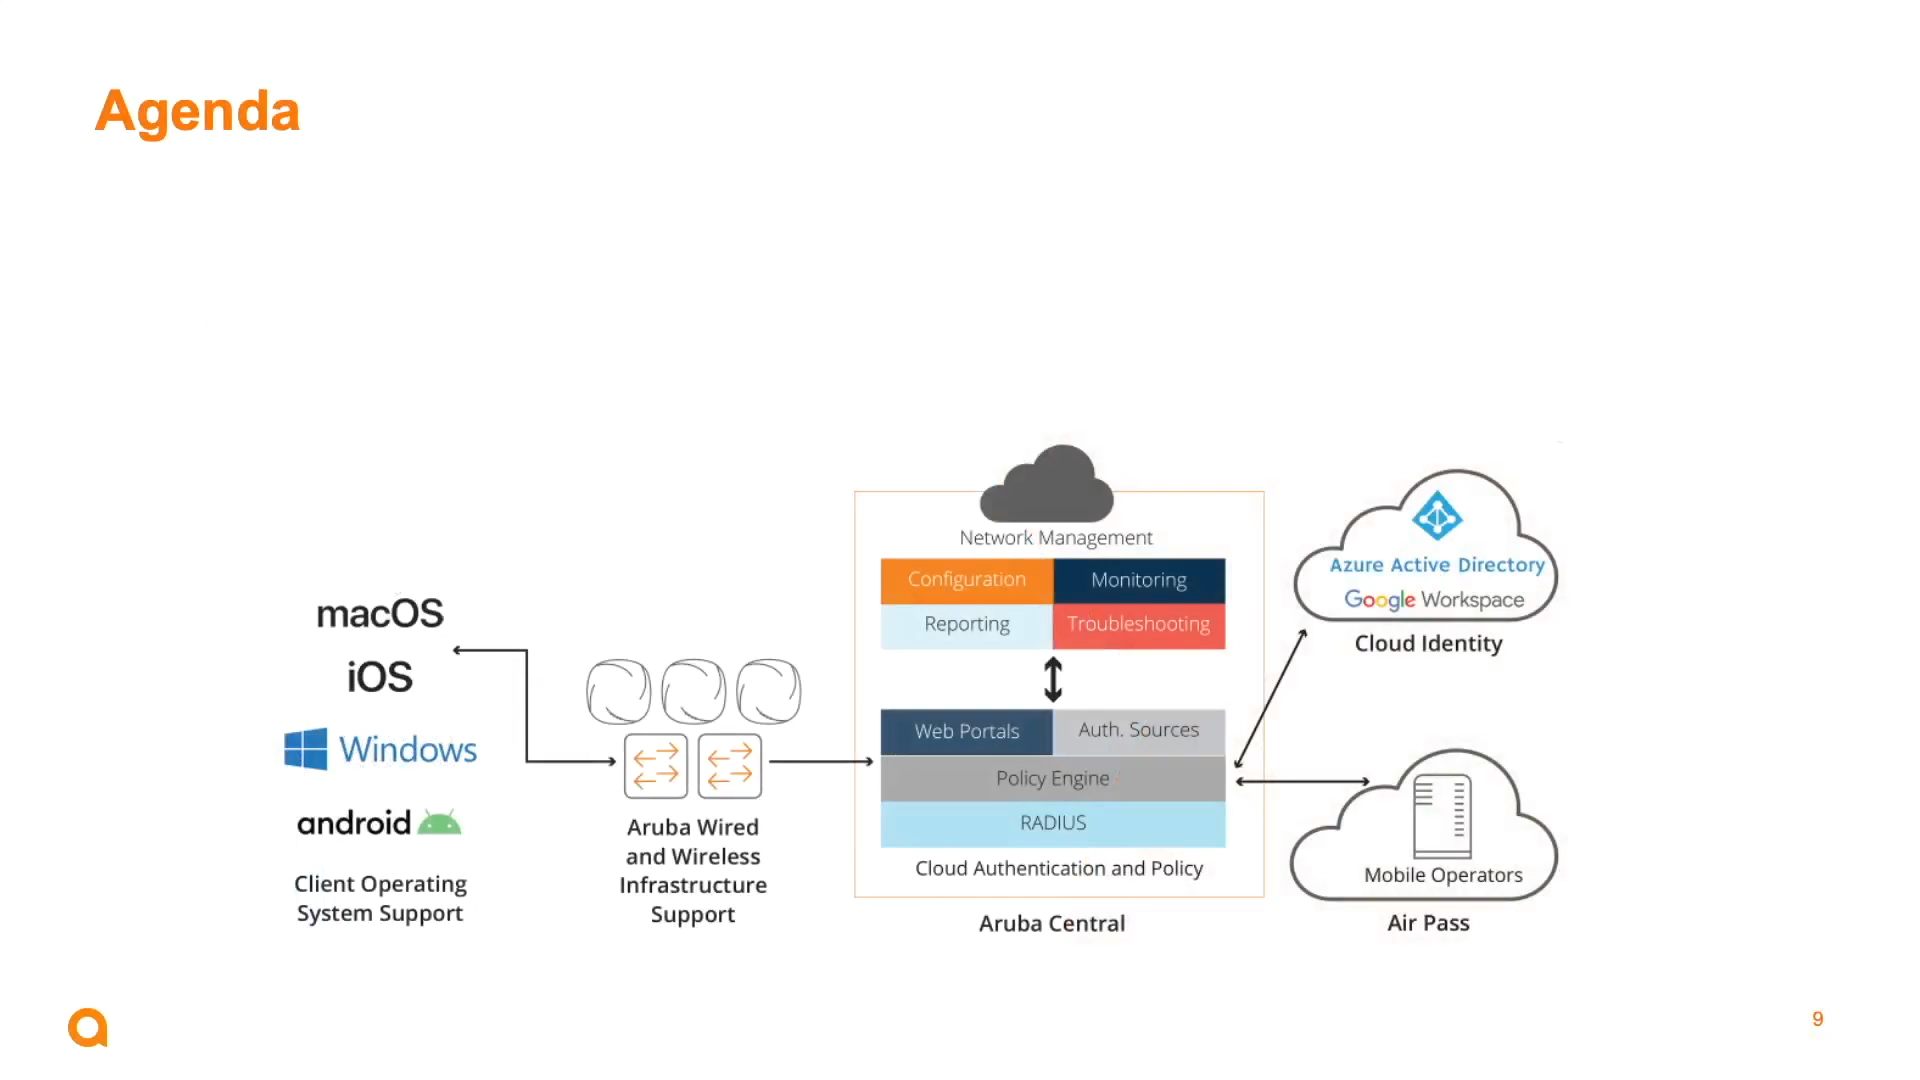 Agenda
macOS
iOS
Windows
android
Client Operating
System Support
Aruba Wired
and Wireless
Infrastructure
Support
Network Management
Configuration
Monitoring
Reporting
Troubleshooting
Web Portals
Auth. Sources
Policy Engine
RADIUS
Cloud Authentication and Policy
Aruba Central
Azure Active Directory
Google Workspace
Cloud Identity
Mobile Operators
Air Pass
9